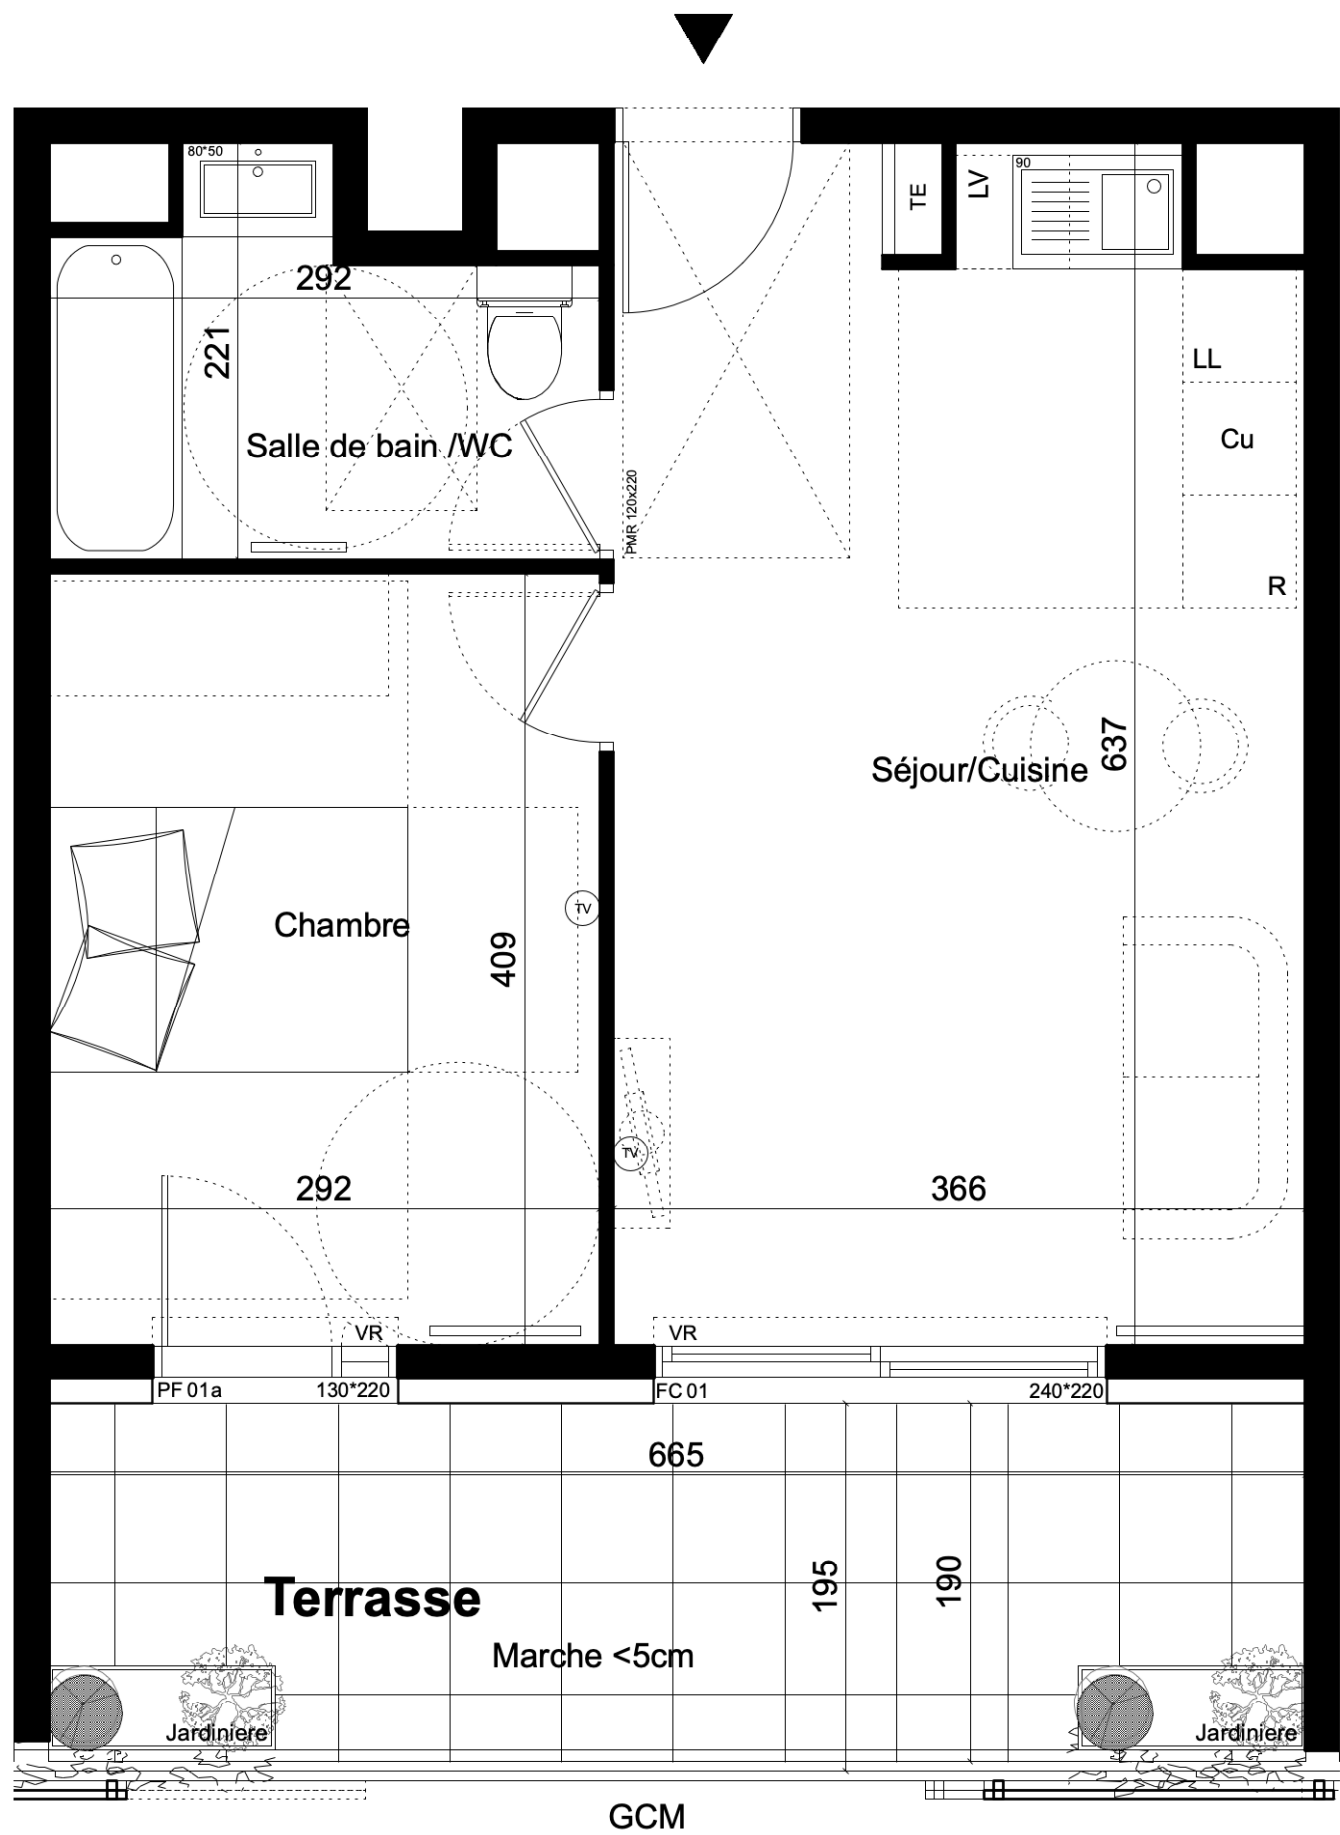 80*50
90
TE
LV
292
221
LL
Salle de bain /WC
Cu
PMR 120x220
R
637
Séjour/Cuisine
TV
Chambre
409
TV
292
366
VR
VR
PF 01a
130*220
FC 01
240*220
665
195
190
Terrasse
Marche <5cm
Jardiniere
Jardiniere
GCM